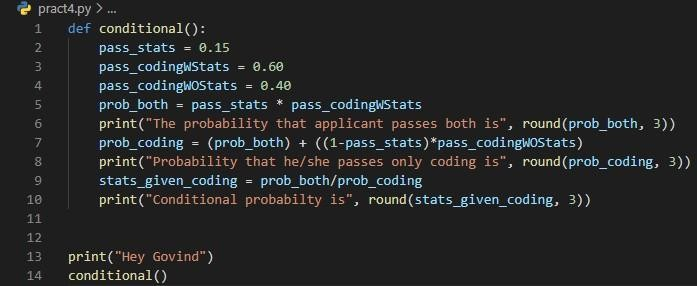 pract4.py > ...
1 def conditional():
2     pass_stats = 0.15
3     pass_codingWStats = 0.60
4     pass_codingWOStats = 0.40
5     prob_both = pass_stats * pass_codingWStats
6     print("The probability that applicant passes both is", round(prob_both, 3))
7     prob_coding = (prob_both) + ((1-pass_stats)*pass_codingWOStats)
8     print("Probability that he/she passes only coding is", round(prob_coding, 3))
9     stats_given_coding = prob_both/prob_coding
10     print("Conditional probabilty is", round(stats_given_coding, 3))
11
12
13 print("Hey Govind")
14 conditional()